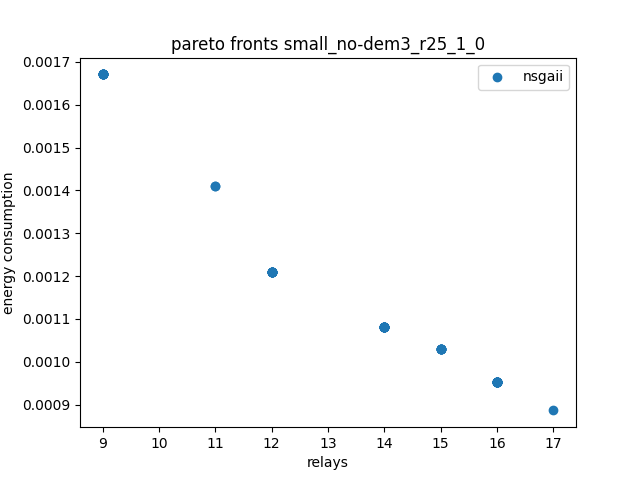 pareto fronts small_no-dem3_r25_1_0
nsgaii
0.0017
0.0016
0.0015
0.0014
0.0013
0.0012
0.0011
0.0010
0.0009
energy consumption
9 10 11 12 13 14 15 16 17
relays